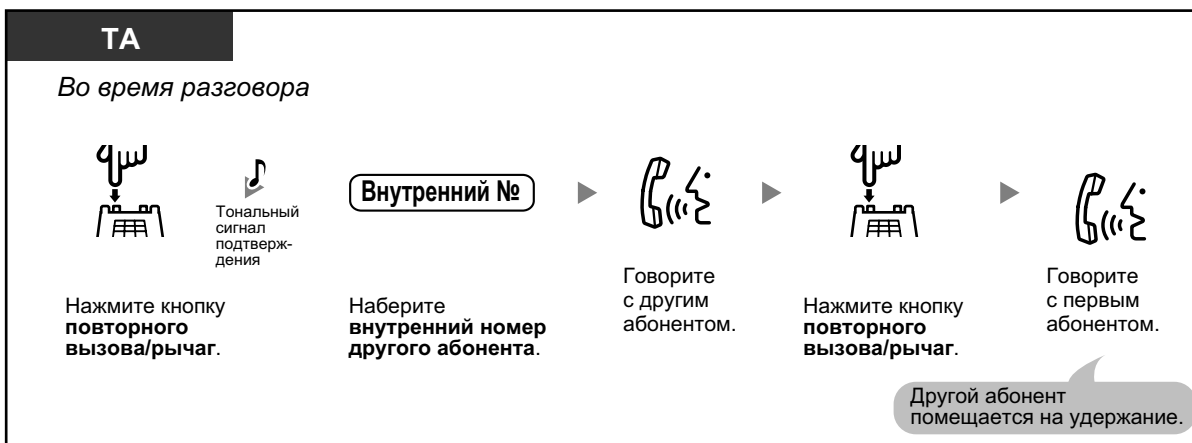 ТА
Во время разговора
Тональный
сигнал
подтверж-
дения
Нажмите кнопку
повторного
вызова/рычаг.
Внутренний №
Наберите
внутренний номер
другого абонента.
Говорите
с другим
абонентом.
Нажмите кнопку
повторного
вызова/рычаг.
Говорите
с первым
абонентом.
Другой абонент
помещается на удержание.